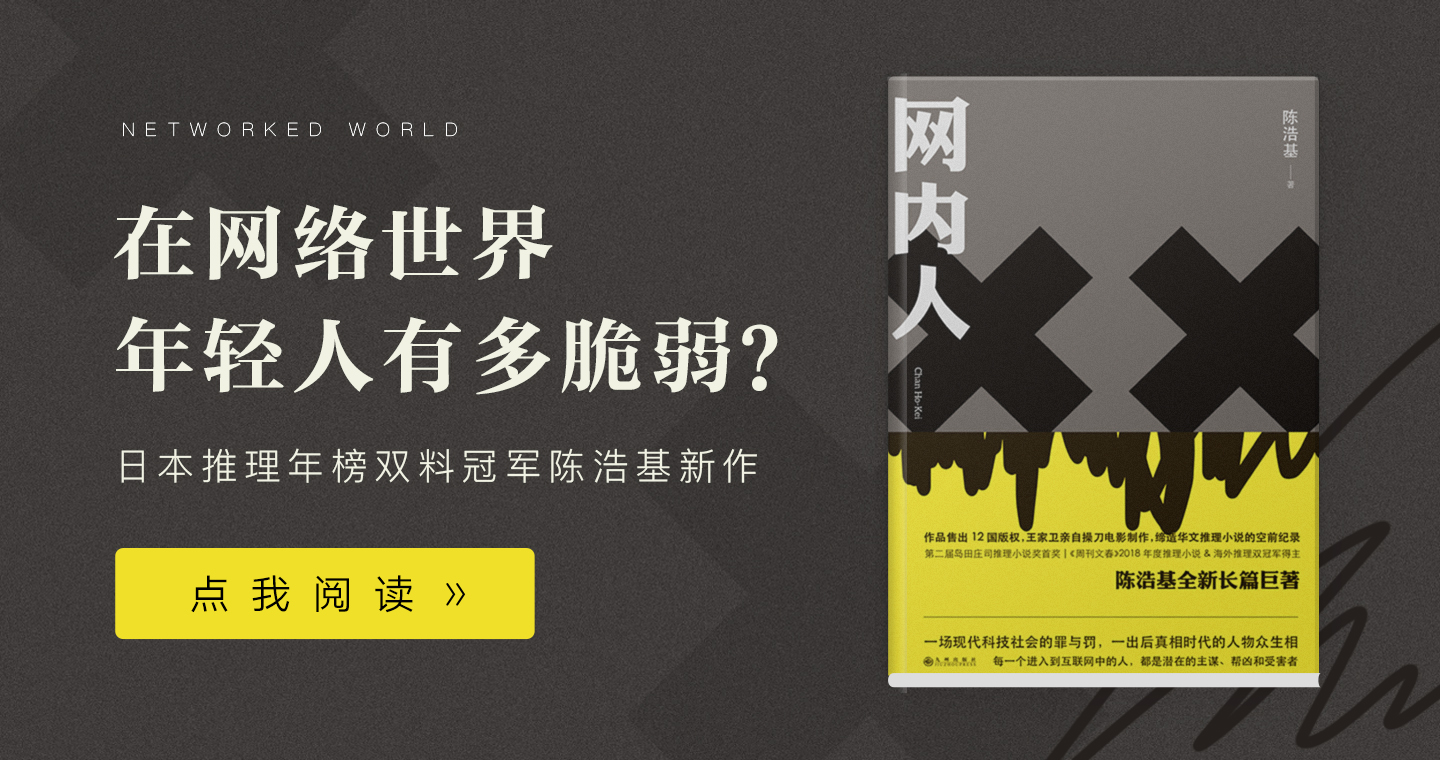 NETWORKED WORLD
在网络世界
年轻人有多脆弱？
日本推理年榜双料冠军陈浩基新作
点我阅读 »
网内人
陈浩基 — 著
Chan Ho-Kei
作品售出 12 国版权，王家卫亲自操刀电影制作，缔造华文推理小说的空前纪录
第二届岛田庄司推理小说奖首奖 | 《周刊文春》2018 年度推理小说 & 海外推理双冠军得主
陈浩基全新长篇巨著
一场现代科技社会的罪与罚，一出后真相时代的人物众生相
九州出版社
每一个进入到互联网中的人，都是潜在的主谋、帮凶和受害者